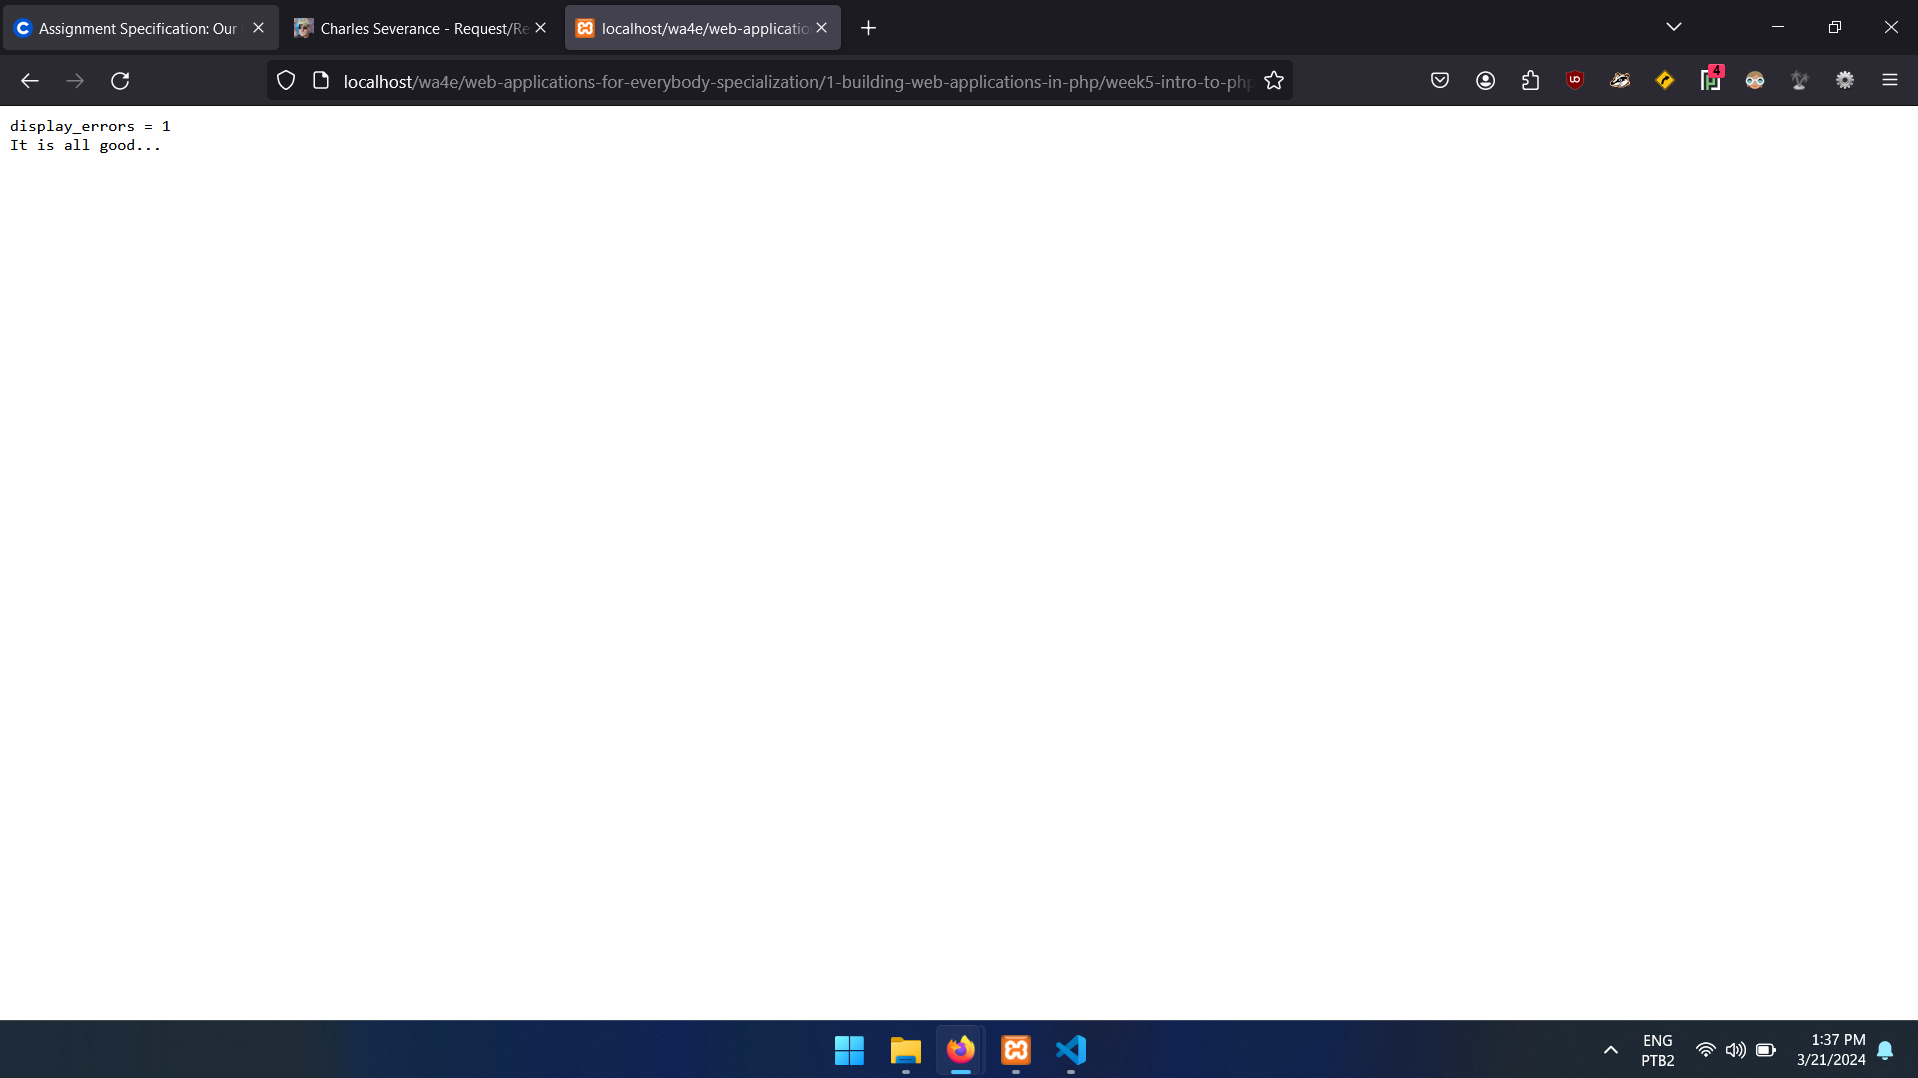 Assignment Specification: Our
Charles Severance - Request/Re
localhost/wa4e/web-applicatio
localhost/wa4e/web-applications-for-everybody-specialization/1-building-web-applications-in-php/week5-intro-to-php
4
display_errors = 1
It is all good...
ENG
PTB2
1:37 PM
3/21/2024